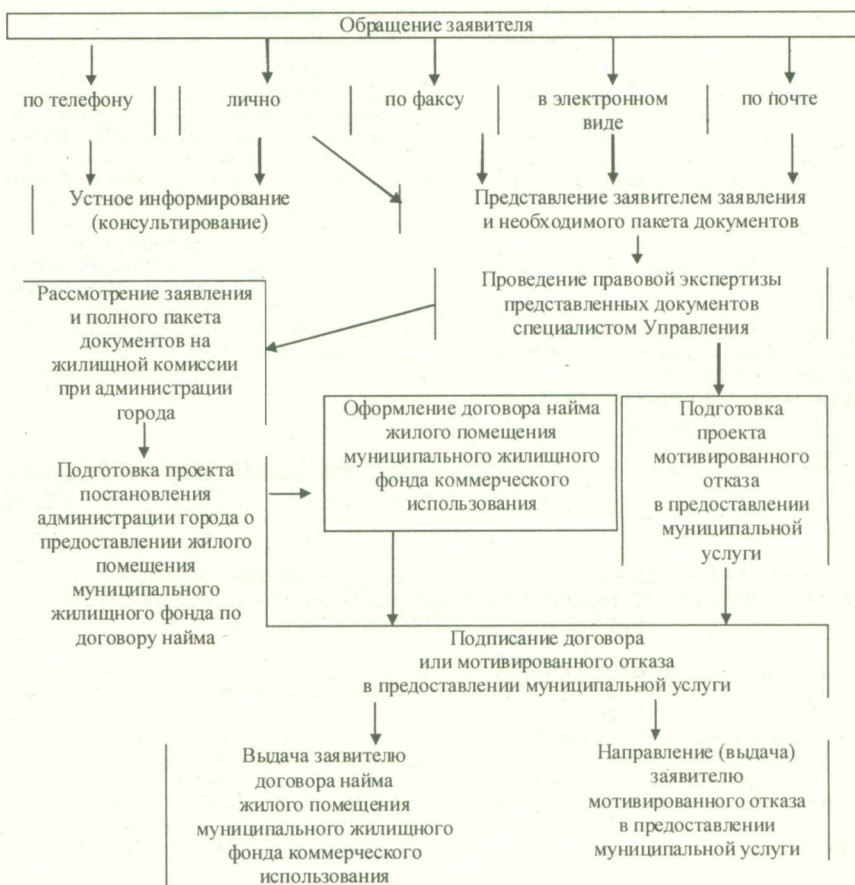 Обращение заявителя
по телефону
лично
по факсу
в электронном
виде
по почте
Устное информирование
(консультирование)
Представление заявителем заявления
и необходимого пакета документов
Проведение правовой экспертизы
представленных документов
специалистом Управления
Рассмотрение заявления
и полного пакета
документов на
жилищной комиссии
при администрации
города
Оформление договора найма
жилого помещения
муниципального жилищного
фонда коммерческого
использования
Подготовка
проекта
мотивированного
отказа
в предоставлении
муниципальной
услуги
Подготовка проекта
постановления
администрации города о
предоставлении жилого
помещения
муниципального
жилищного фонда по
договору найма
Подписание договора
или мотивированного отказа
в предоставлении муниципальной услуги
Выдача заявителю
договора найма
жилого помещения
муниципального жилищного
фонда коммерческого
использования
Направление (выдача)
заявителю
мотивированного отказа
в предоставлении
муниципальной услуги